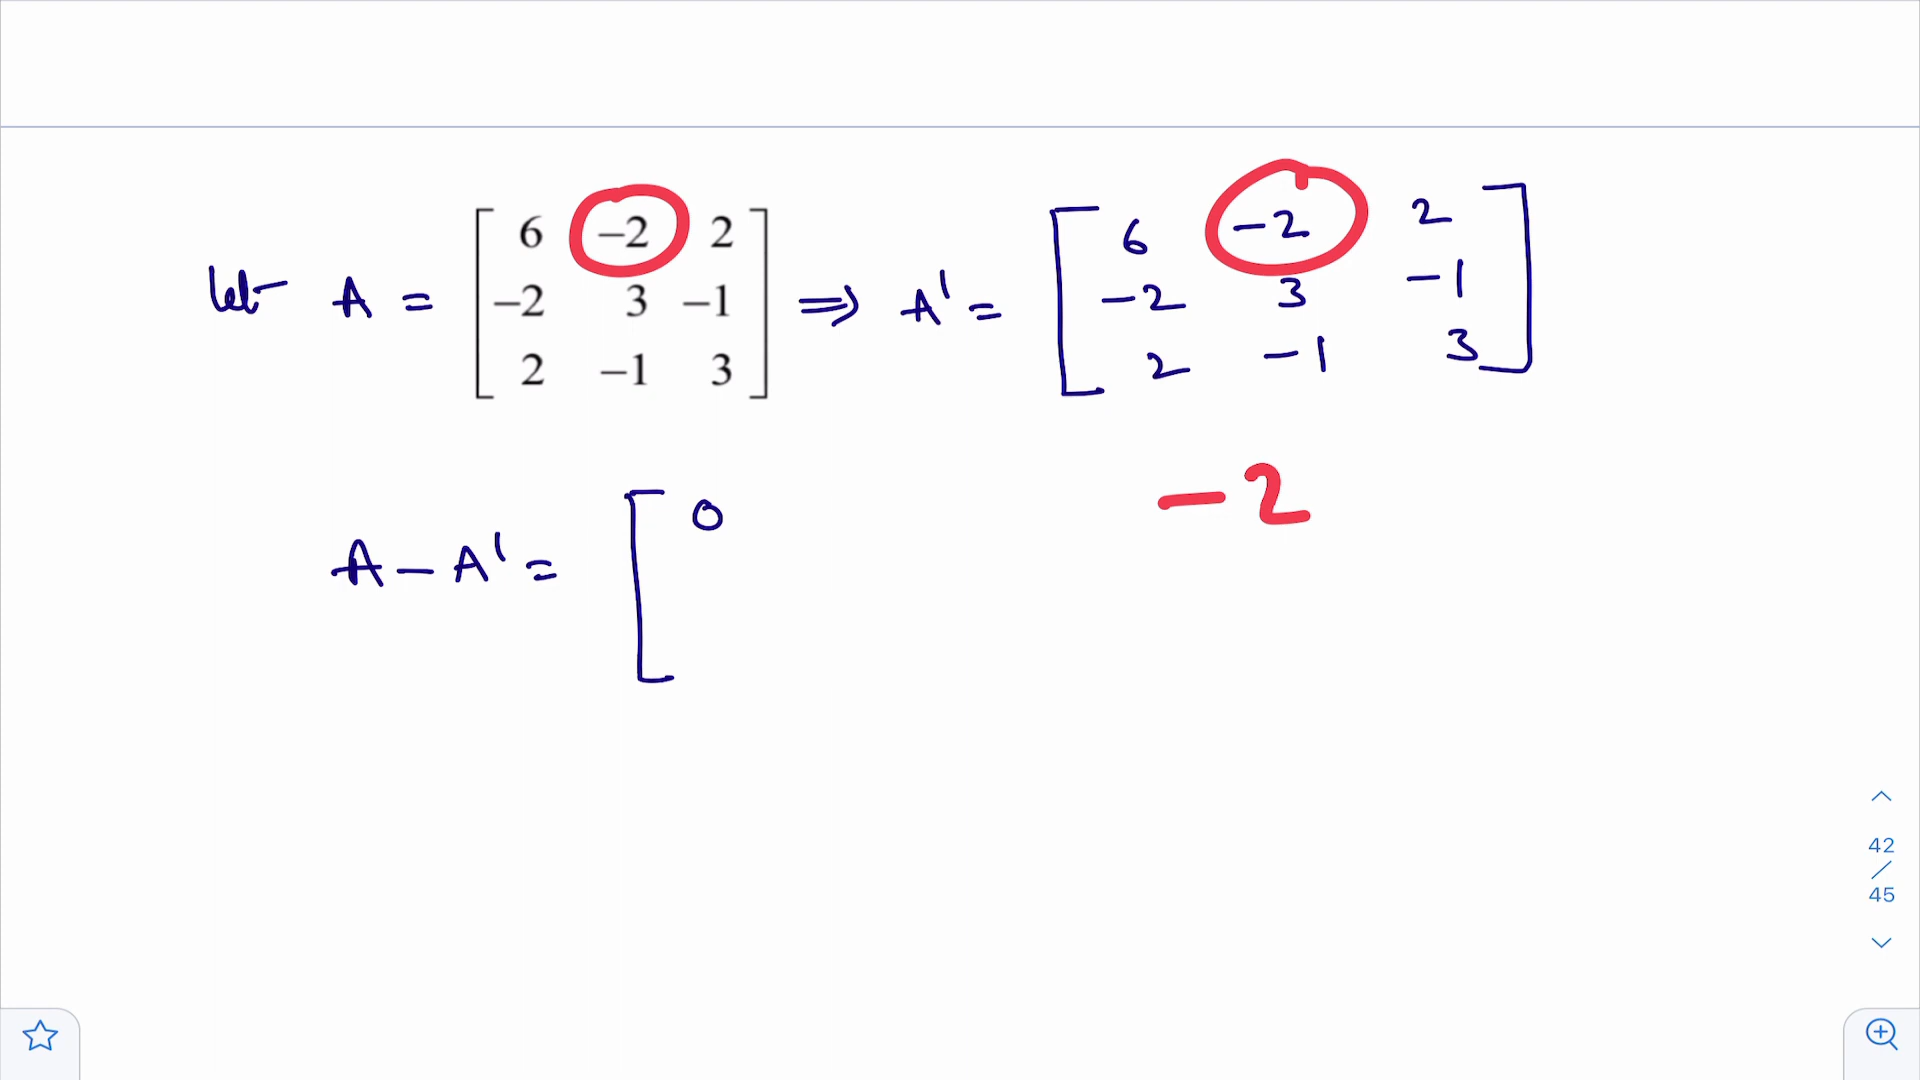 let A = [ 6 −2 2 ⇒ A' = [ 6 −2 2
−2 3 −1 −2 3 −1
2 −1 3 ] 2 −1 3 ]
−2
A − A' = [ 0
42
/
45